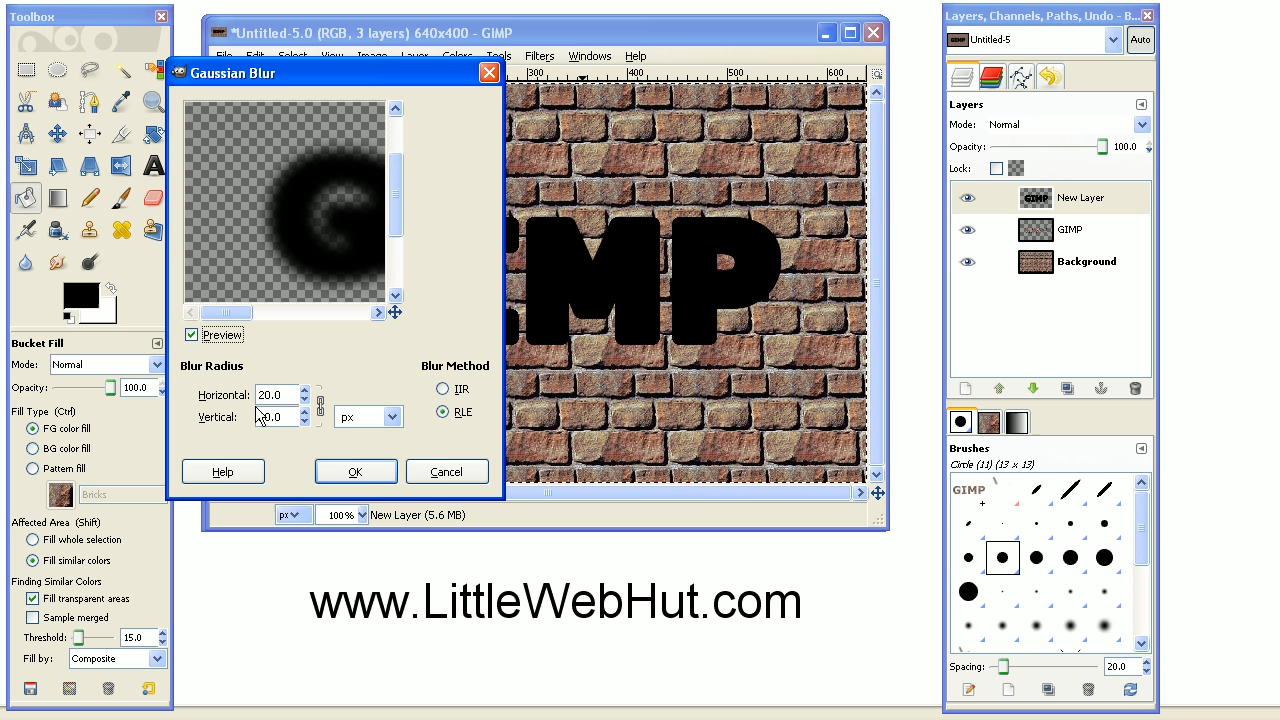 Toolbox
Bucket Fill
Mode: Normal
Opacity: 100.0
Fill Type (Ctrl)
FG color fill
BG color fill
Pattern fill
Bricks
Affected Area (Shift)
Fill whole selection
Fill similar colors
Finding Similar Colors
Fill transparent areas
Sample merged
Threshold: 15.0
Fill by: Composite
*Untitled-5.0 (RGB, 3 layers) 640x400 - GIMP
File Edit Select View Image Layer Colors Tools Filters Windows Help
300 400 500 600
Gaussian Blur
Preview
Blur Radius
Horizontal: 20.0
Vertical:
px
Blur Method
IIR
RLE
Help OK Cancel
MP
px 100% New Layer (5.6 MB)
www.LittleWebHut.com
Layers, Channels, Paths, Undo - B...
Untitled-5 Auto
Layers
Mode: Normal
Opacity: 100.0
Lock:
New Layer
GIMP
Background
Brushes
Circle (11) (13 x 13)
GIMP
Spacing: 20.0